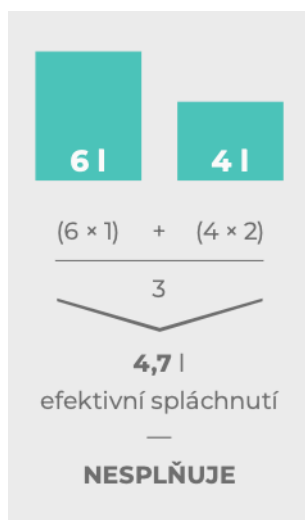 6 l 4 l
(6 × 1) + (4 × 2)
3
4,7 l
efektivní spláchnutí
—
NESPLŇUJE